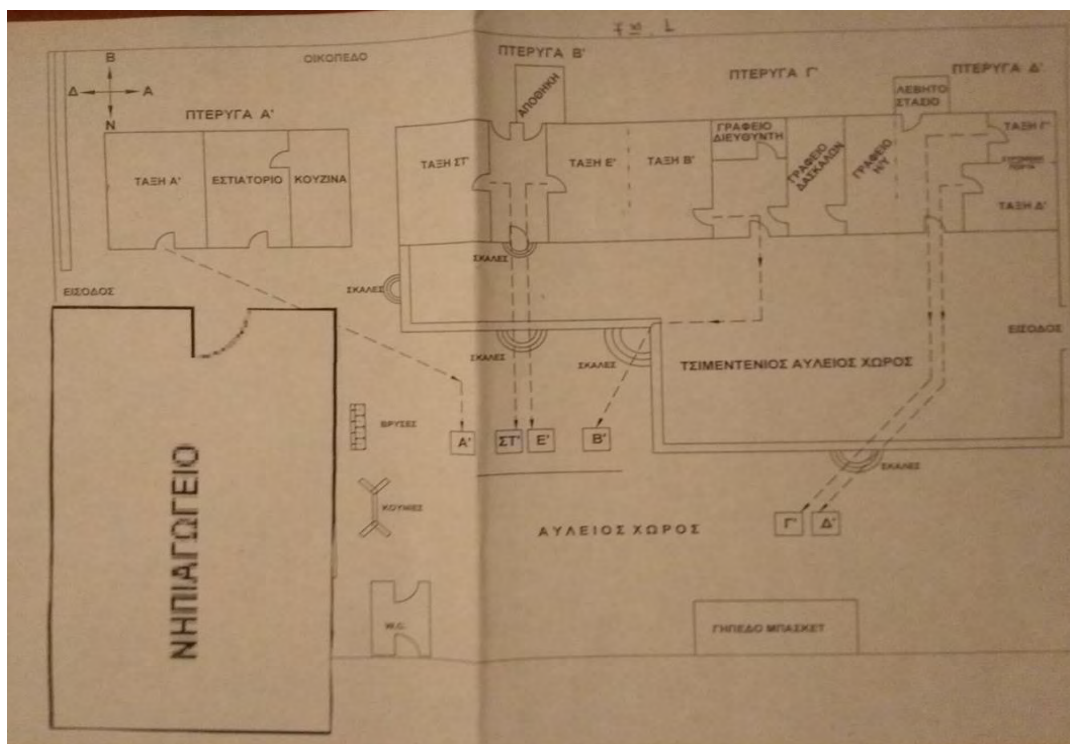 ΟΙΚΟΠΕΔΟ
Β
Δ Α
Ν
ΠΤΕΡΥΓΑ Α'
ΠΤΕΡΥΓΑ Β'
ΠΤΕΡΥΓΑ Γ'
ΠΤΕΡΥΓΑ Δ'
ΤΑΞΗ Α'
ΕΣΤΙΑΤΟΡΙΟ
ΚΟΥΖΙΝΑ
ΤΑΞΗ ΣΤ'
ΑΠΟΘΗΚΗ
ΤΑΞΗ Ε'
ΤΑΞΗ Β'
ΓΡΑΦΕΙΟ
ΔΙΕΥΘΥΝΤΗ
ΓΡΑΦΕΙΟ
ΔΑΣΚΑΛΩΝ
ΓΡΑΦΕΙΟ
Η/Υ
ΛΕΒΗΤΟ
ΣΤΑΣΙΟ
ΤΑΞΗ Γ'
ΤΑΞΗ Δ'
ΕΙΣΟΔΟΣ
ΣΚΑΛΕΣ
ΣΚΑΛΕΣ
ΣΚΑΛΕΣ
ΣΚΑΛΕΣ
ΕΙΣΟΔΟΣ
ΤΣΙΜΕΝΤΕΝΙΟΣ ΑΥΛΕΙΟΣ ΧΩΡΟΣ
ΝΗΠΙΑΓΩΓΕΙΟ
ΒΡΥΣΕΣ
Α'
ΣΤ'
Ε'
Β'
ΣΚΑΛΕΣ
ΚΟΥΝΙΕΣ
ΑΥΛΕΙΟΣ ΧΩΡΟΣ
Γ'
Δ'
W.C.
ΓΗΠΕΔΟ ΜΠΑΣΚΕΤ